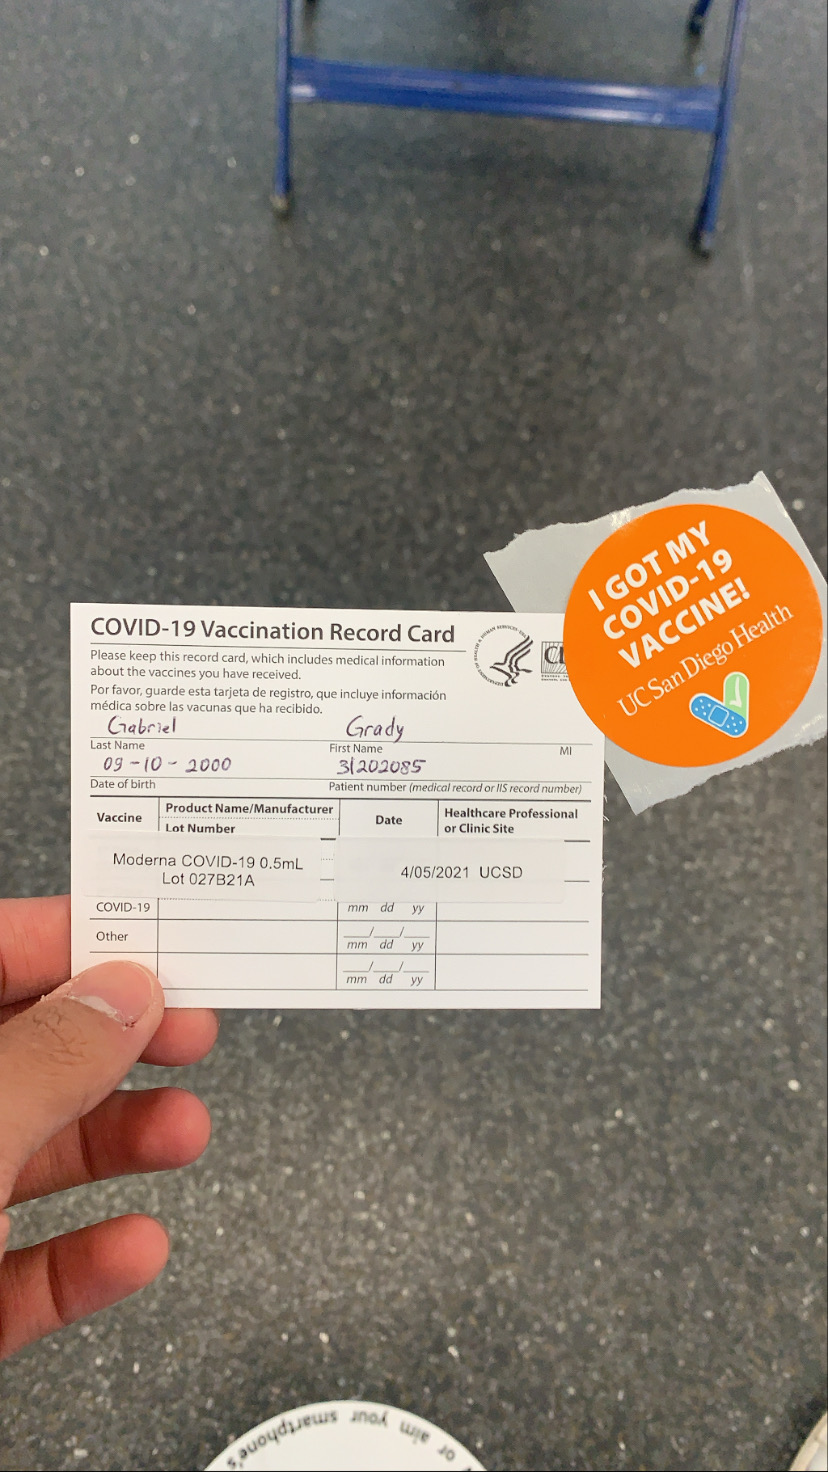 I GOT MY
COVID-19
VACCINE!
UC San Diego Health
COVID-19 Vaccination Record Card
Please keep this record card, which includes medical information
about the vaccines you have received.
Por favor, guarde esta tarjeta de registro, que incluye información
médica sobre las vacunas que ha recibido.
Gabriel Grady
Last Name First Name MI
09-10-2000 31202085
Date of birth Patient number (medical record or IIS record number)
Vaccine Product Name/Manufacturer Date Healthcare Professional
Lot Number or Clinic Site
Moderna COVID-19 0.5mL 4/05/2021 UCSD
Lot 027B21A
COVID-19 mm dd yy
Other / /
mm dd yy
/ /
mm dd yy
or aim your smartphone's